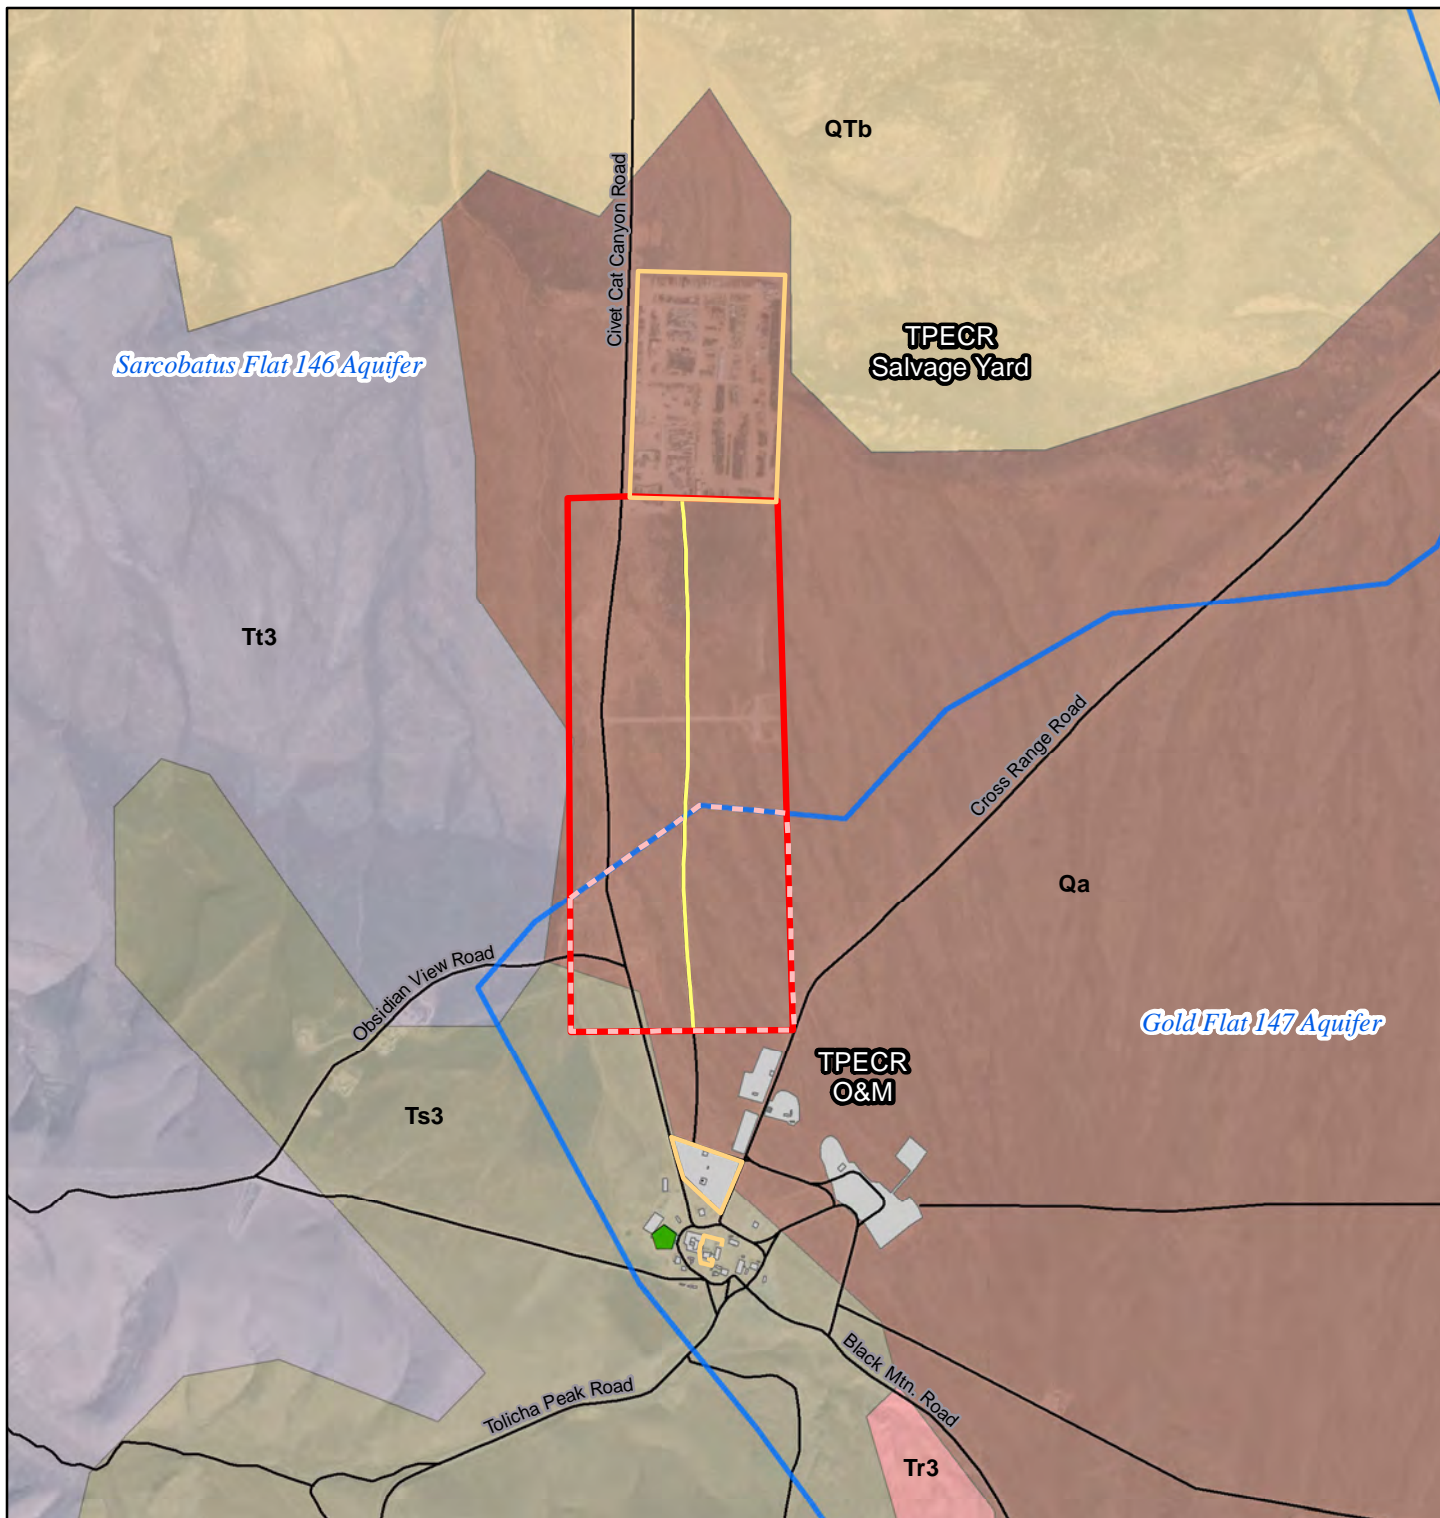 QTb
Civet Cat Canyon Road
TPECR
Salvage Yard
Sarcobatus Flat 146 Aquifer
Tt3
Cross Range Road
Qa
Obsidian View Road
Gold Flat 147 Aquifer
TPECR
O&M
Ts3
Black Mtn. Road
Tolicha Peak Road
Tr3